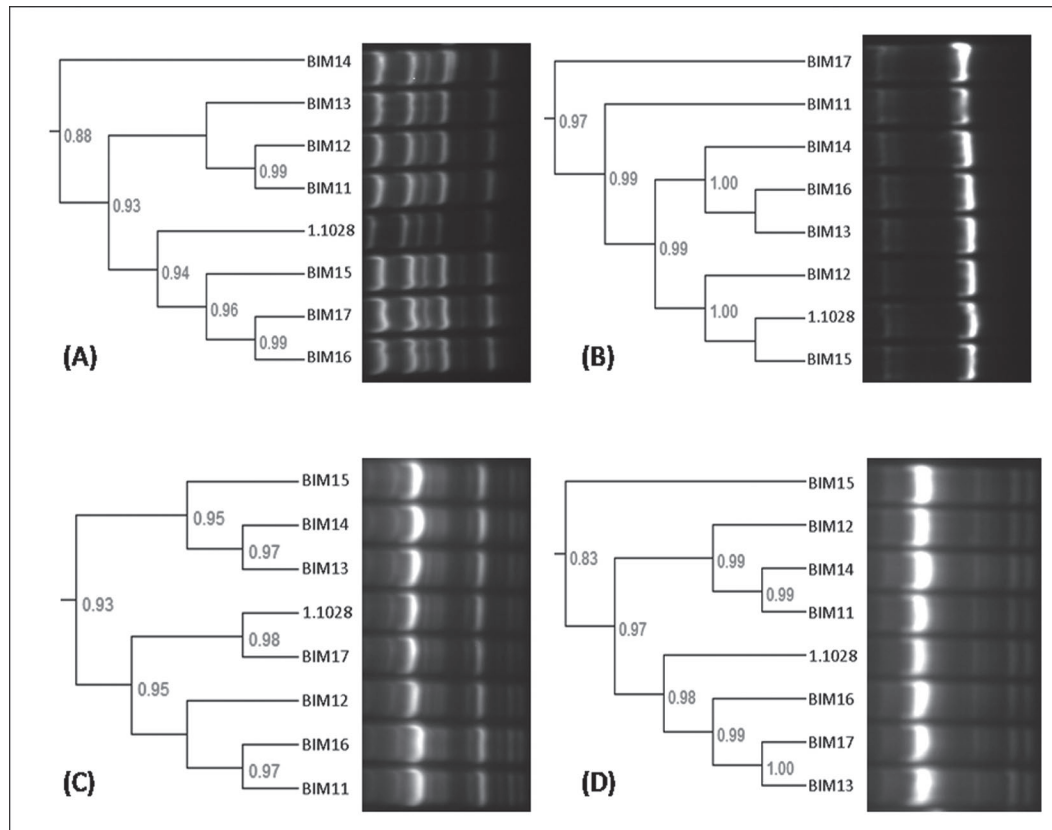 BIM14
BIM13
BIM12
BIM11
1.1028
BIM15
BIM17
BIM16
0.88
0.99
0.93
0.94
0.96
0.99
(A)
BIM17
BIM11
BIM14
BIM16
BIM13
BIM12
1.1028
BIM15
0.97
0.99
1.00
0.99
1.00
(B)
BIM15
BIM14
BIM13
1.1028
BIM17
BIM12
BIM16
BIM11
0.95
0.97
0.93
0.98
0.95
0.97
(C)
BIM15
BIM12
BIM14
BIM11
1.1028
BIM16
BIM17
BIM13
0.83
0.99
0.99
0.97
0.98
0.99
1.00
(D)